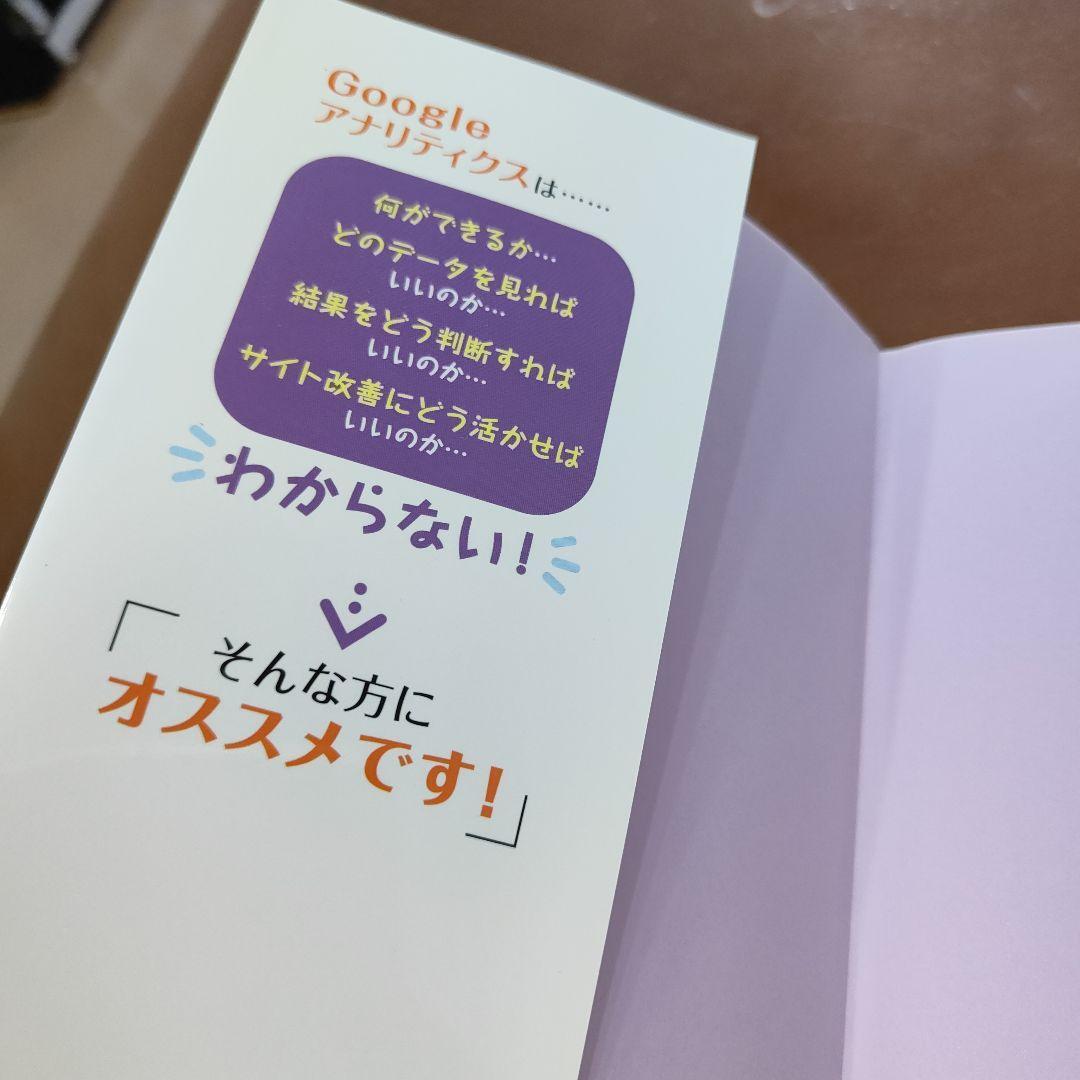 Google
アナリティクスは……
何ができるか…
どのデータを見れば
いいのか…
結果をどう判断すれば
いいのか…
サイト改善にどう活かせば
いいのか…
わからない!
「そんな方に
オススメです!」